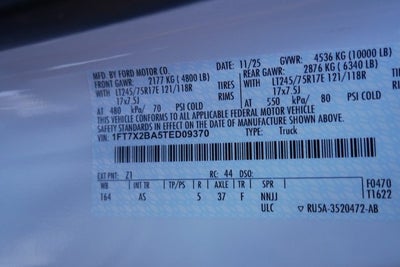 MFD. BY FORD MOTOR CO.
DATE: 11/25 GVWR: 4536 KG (10000 LB)
FRONT GAWR: 2177 KG (4800 LB) REAR GAWR: 2876 KG (6340 LB)
WITH LT245/75R17E 121/118R TIRES WITH LT245/75R17E 121/118R TIRES
17x7.5J RIMS 17x7.5J RIMS
AT 480 kPa/ 70 PSI COLD AT 550 kPa/ 80 PSI COLD
THIS VEHICLE CONFORMS TO ALL APPLICABLE FEDERAL MOTOR VEHICLE
SAFETY STANDARDS IN EFFECT ON THE DATE OF MANUFACTURE SHOWN ABOVE.
VIN: 1FT7X2BA5TED09370 TYPE: Truck
EXT PNT: Z1 RC: 44 DSO: F0470
WB INT TR TP/PS R AXLE TR SPR T1622
164 AS 5 37 F NNJJ
ULC RU5A-3520472-AB